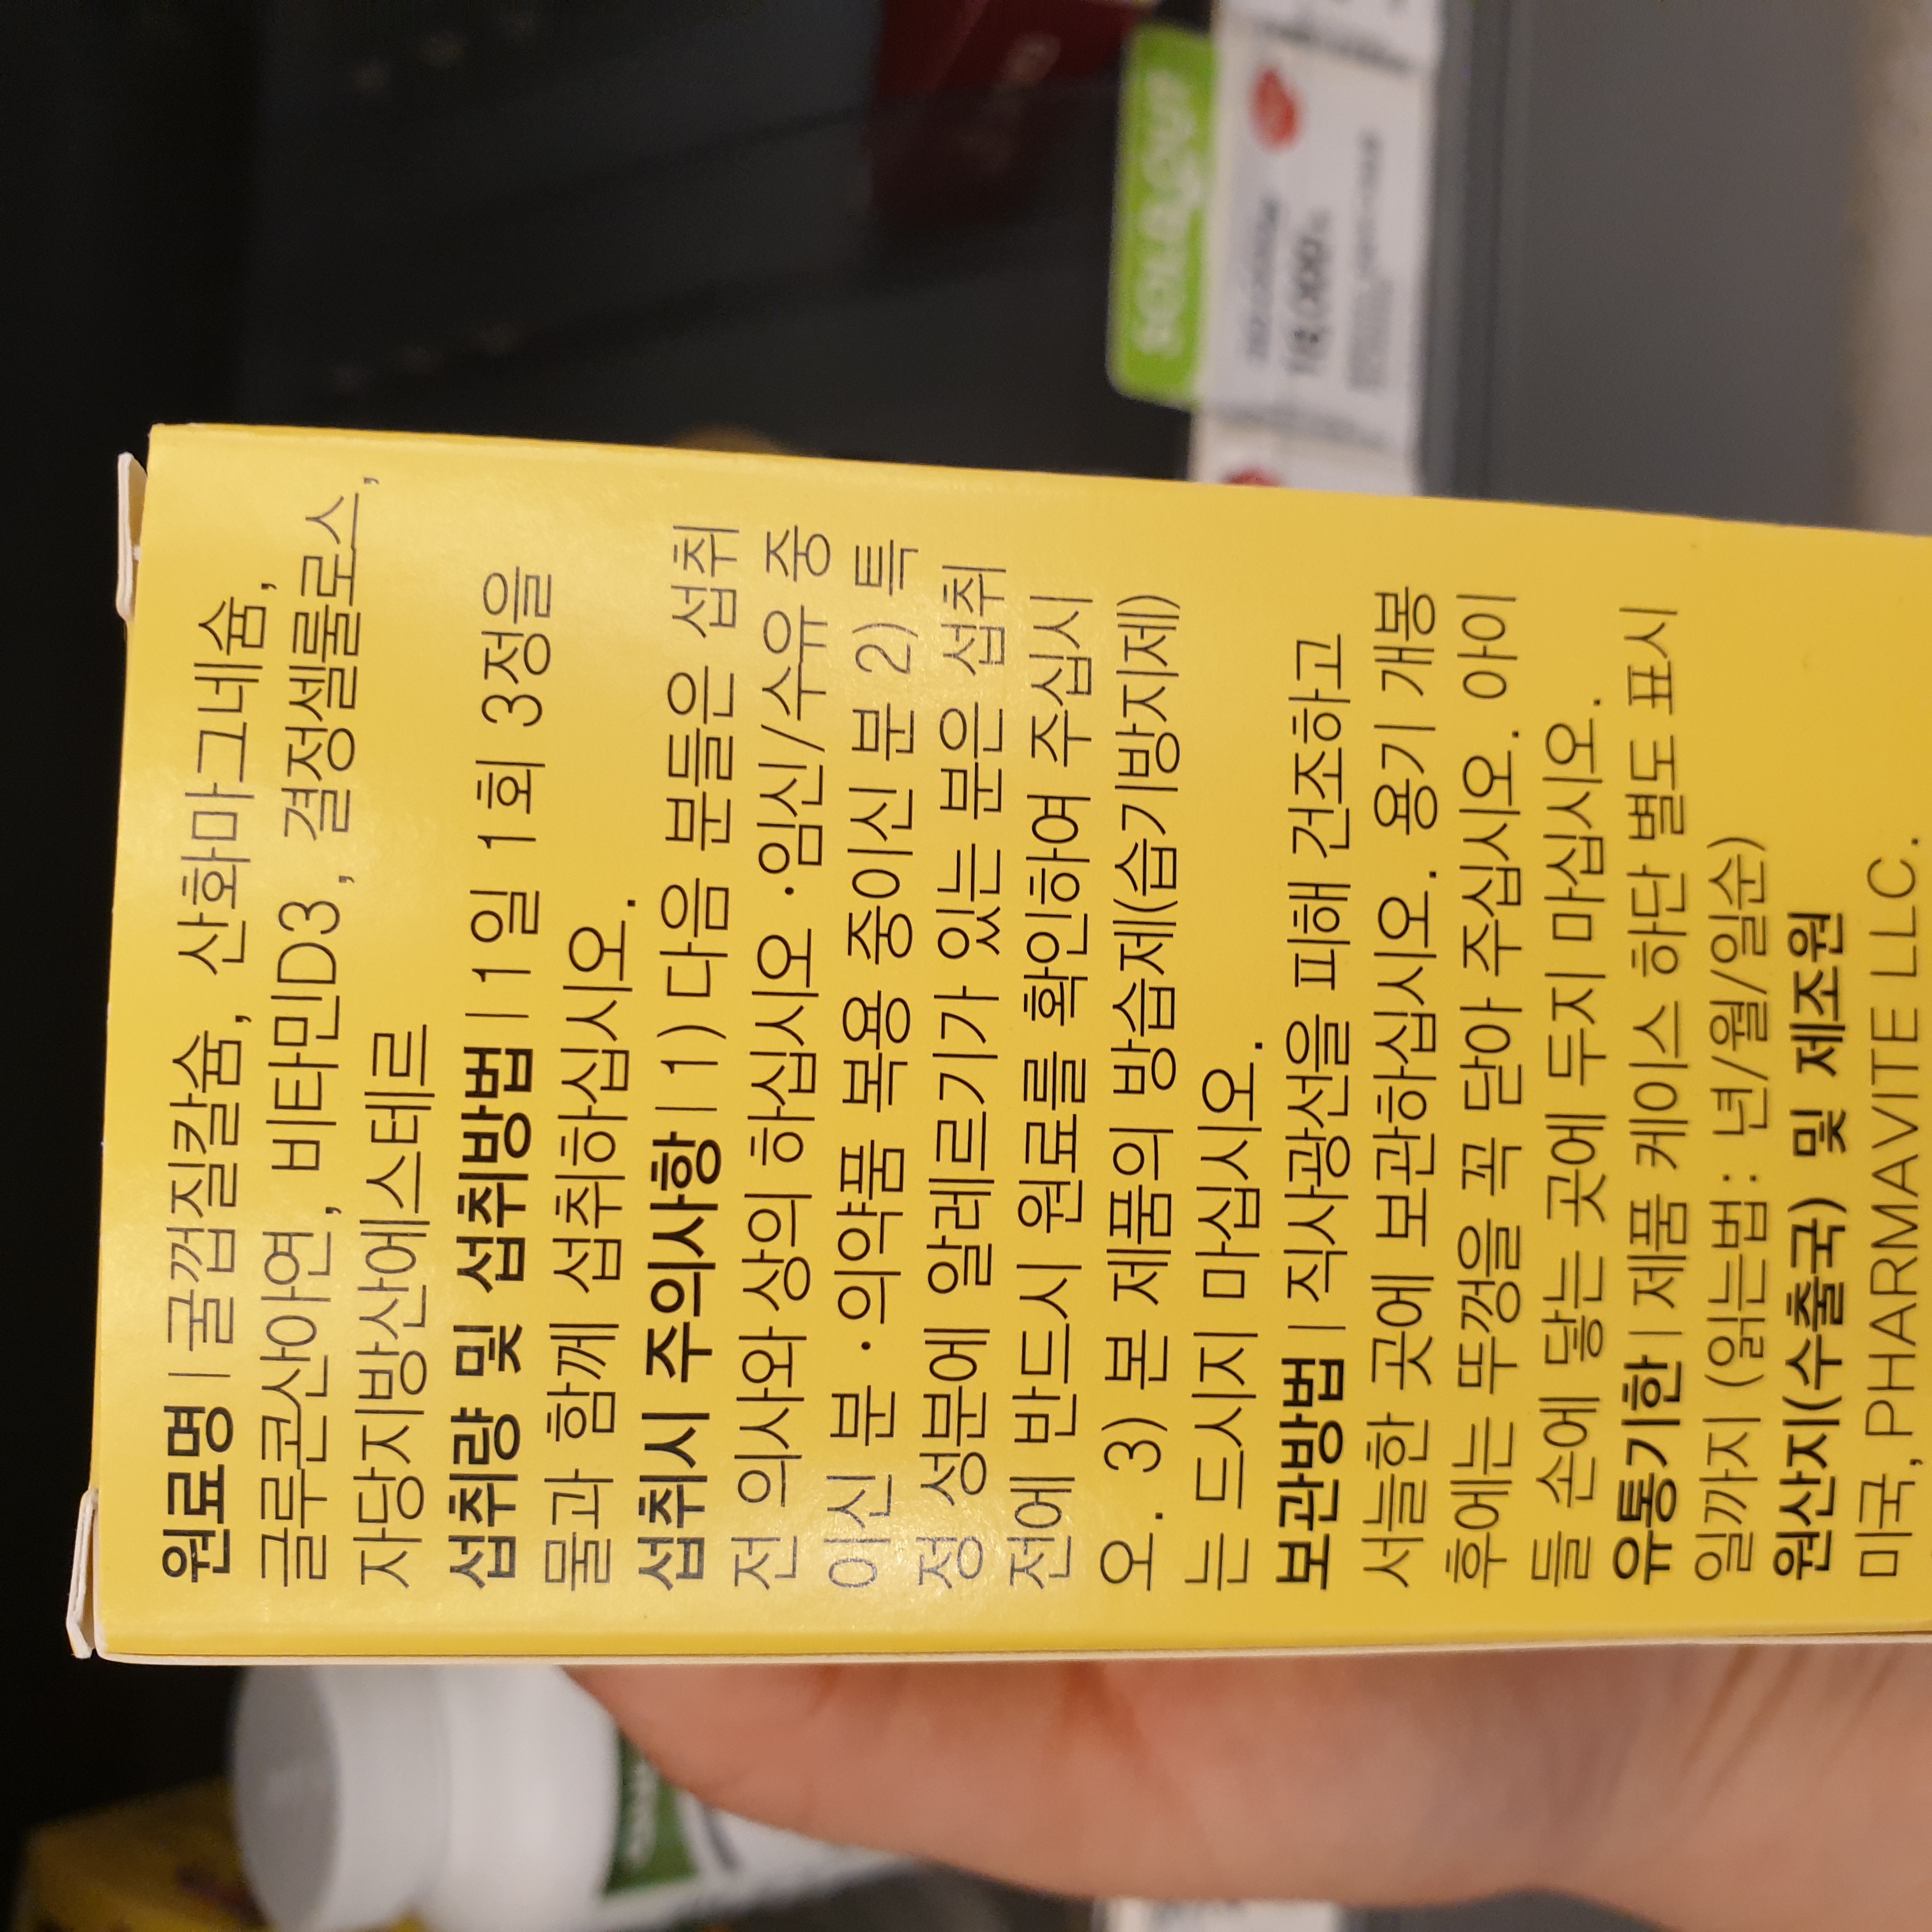 원료명 | 굴껍질칼슘, 산화마그네슘,
글루콘산아연, 비타민D3, 결정셀룰로스,
자당지방산에스테르
섭취량 및 섭취방법 | 1일 1회 3정을
물과 함께 섭취하십시오.
섭취시 주의사항 | 1) 다음 분들은 섭취
전 의사와 상의 하십시오 ·임신/수유 중
이신 분 ·의약품 복용 중이신 분 2) 특
정 성분에 알레르기가 있는 분은 섭취
전에 반드시 원료를 확인하여 주십시
오. 3) 본 제품의 방습제(습기방지제)
는 드시지 마십시오.
보관방법 | 직사광선을 피해 건조하고
서늘한 곳에 보관하십시오. 용기 개봉
후에는 뚜껑을 꼭 닫아 주십시오. 아이
들 손에 닿는 곳에 두지 마십시오.
유통기한 | 제품 케이스 하단 별도 표시
일까지 (읽는법: 년/월/일순)
원산지(수출국) 및 제조원
미국, PHARMAVITE LLC.
SOLD OUT
18,000